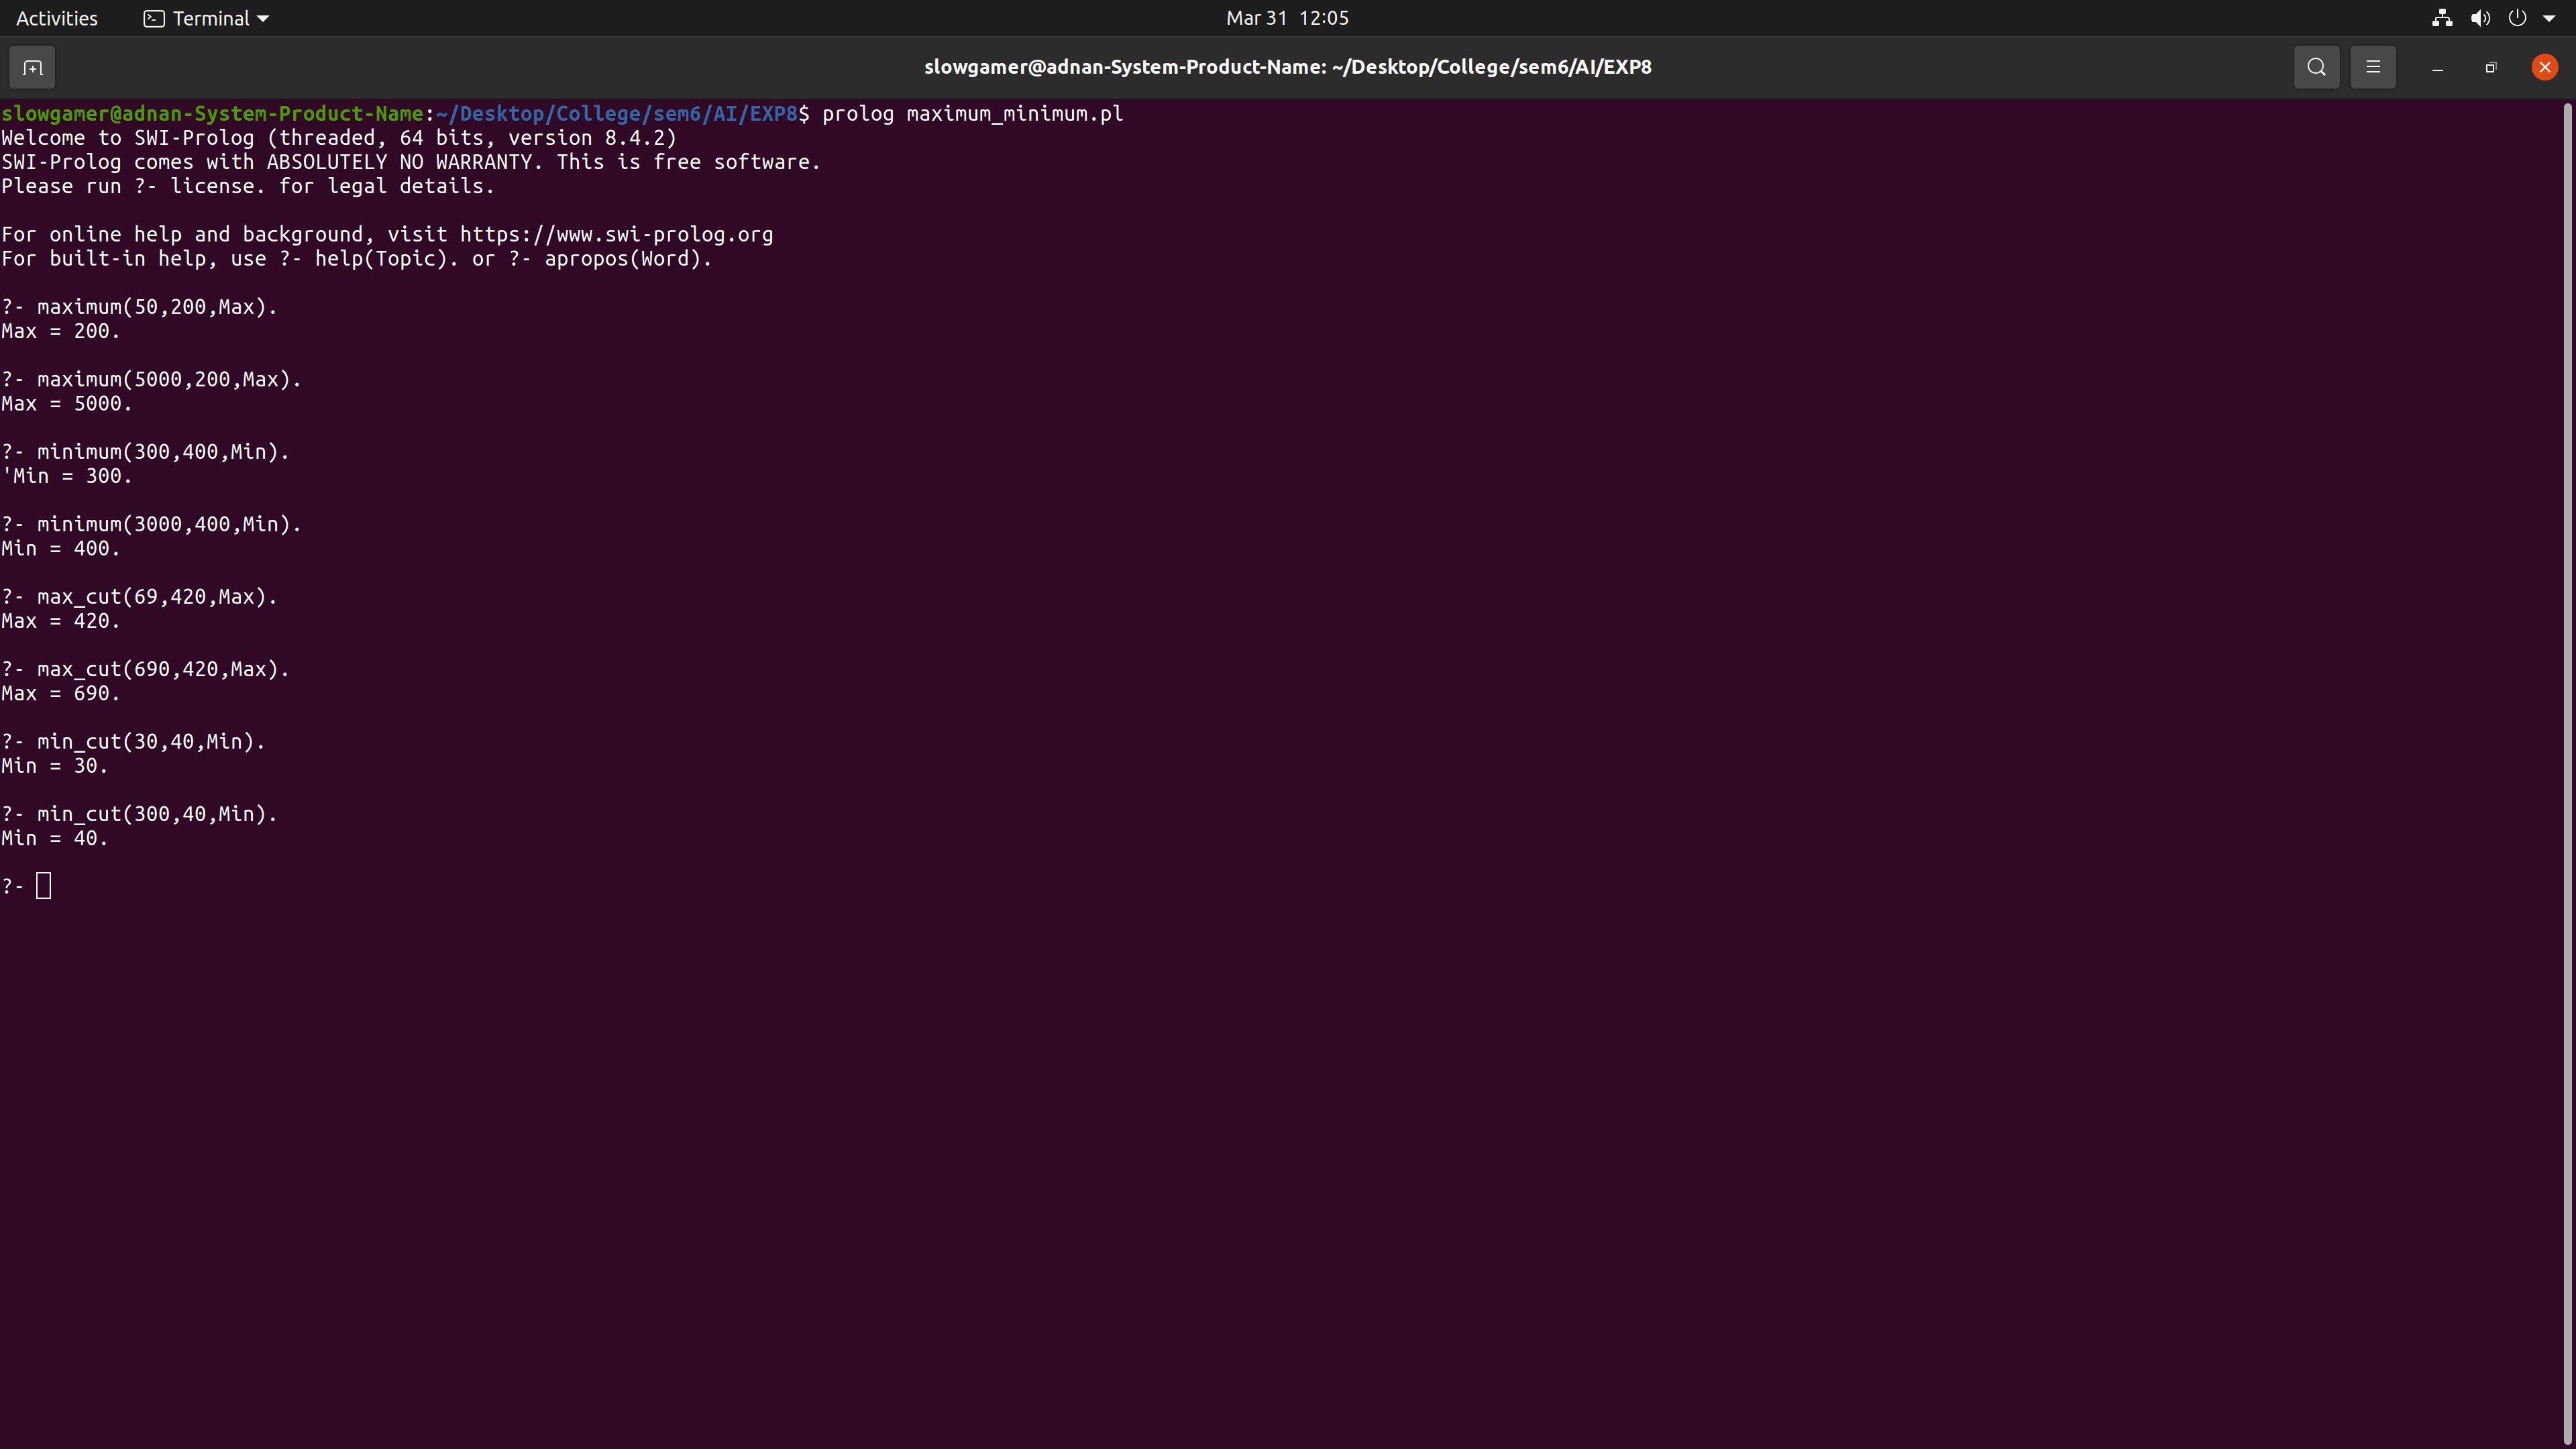 Activities
Terminal
Mar 31 12:05
slowgamer@adnan-System-Product-Name: ~/Desktop/College/sem6/AI/EXP8
slowgamer@adnan-System-Product-Name:~/Desktop/College/sem6/AI/EXP8$ prolog maximum_minimum.pl
Welcome to SWI-Prolog (threaded, 64 bits, version 8.4.2)
SWI-Prolog comes with ABSOLUTELY NO WARRANTY. This is free software.
Please run ?- license. for legal details.
For online help and background, visit https://www.swi-prolog.org
For built-in help, use ?- help(Topic). or ?- apropos(Word).
?- maximum(50,200,Max).
Max = 200.
?- maximum(5000,200,Max).
Max = 5000.
?- minimum(300,400,Min).
'Min = 300.
?- minimum(3000,400,Min).
Min = 400.
?- max_cut(69,420,Max).
Max = 420.
?- max_cut(690,420,Max).
Max = 690.
?- min_cut(30,40,Min).
Min = 30.
?- min_cut(300,40,Min).
Min = 40.
?-